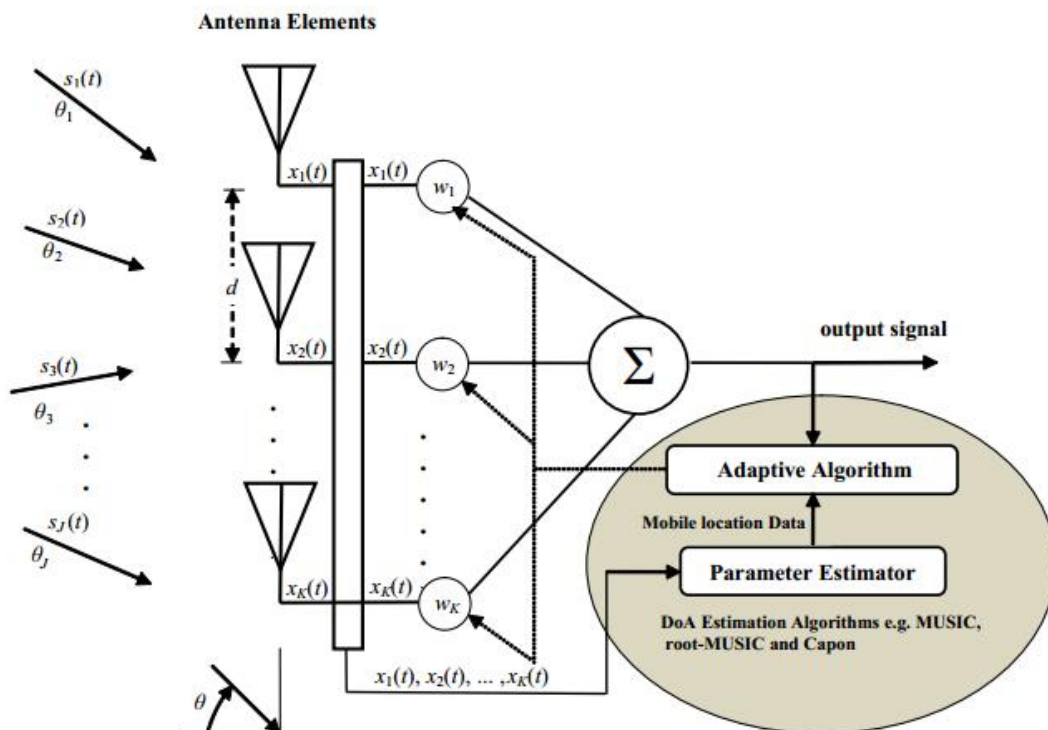 Antenna Elements
s1(t)
θ1
x1(t)
x1(t)
w1
s2(t)
θ2
d
x2(t)
x2(t)
w2
Σ
output signal
s3(t)
θ3
Adaptive Algorithm
Mobile location Data
sJ(t)
θJ
Parameter Estimator
xK(t)
xK(t)
wK
DoA Estimation Algorithms e.g. MUSIC,
root-MUSIC and Capon
x1(t), x2(t), ... ,xK(t)
θ